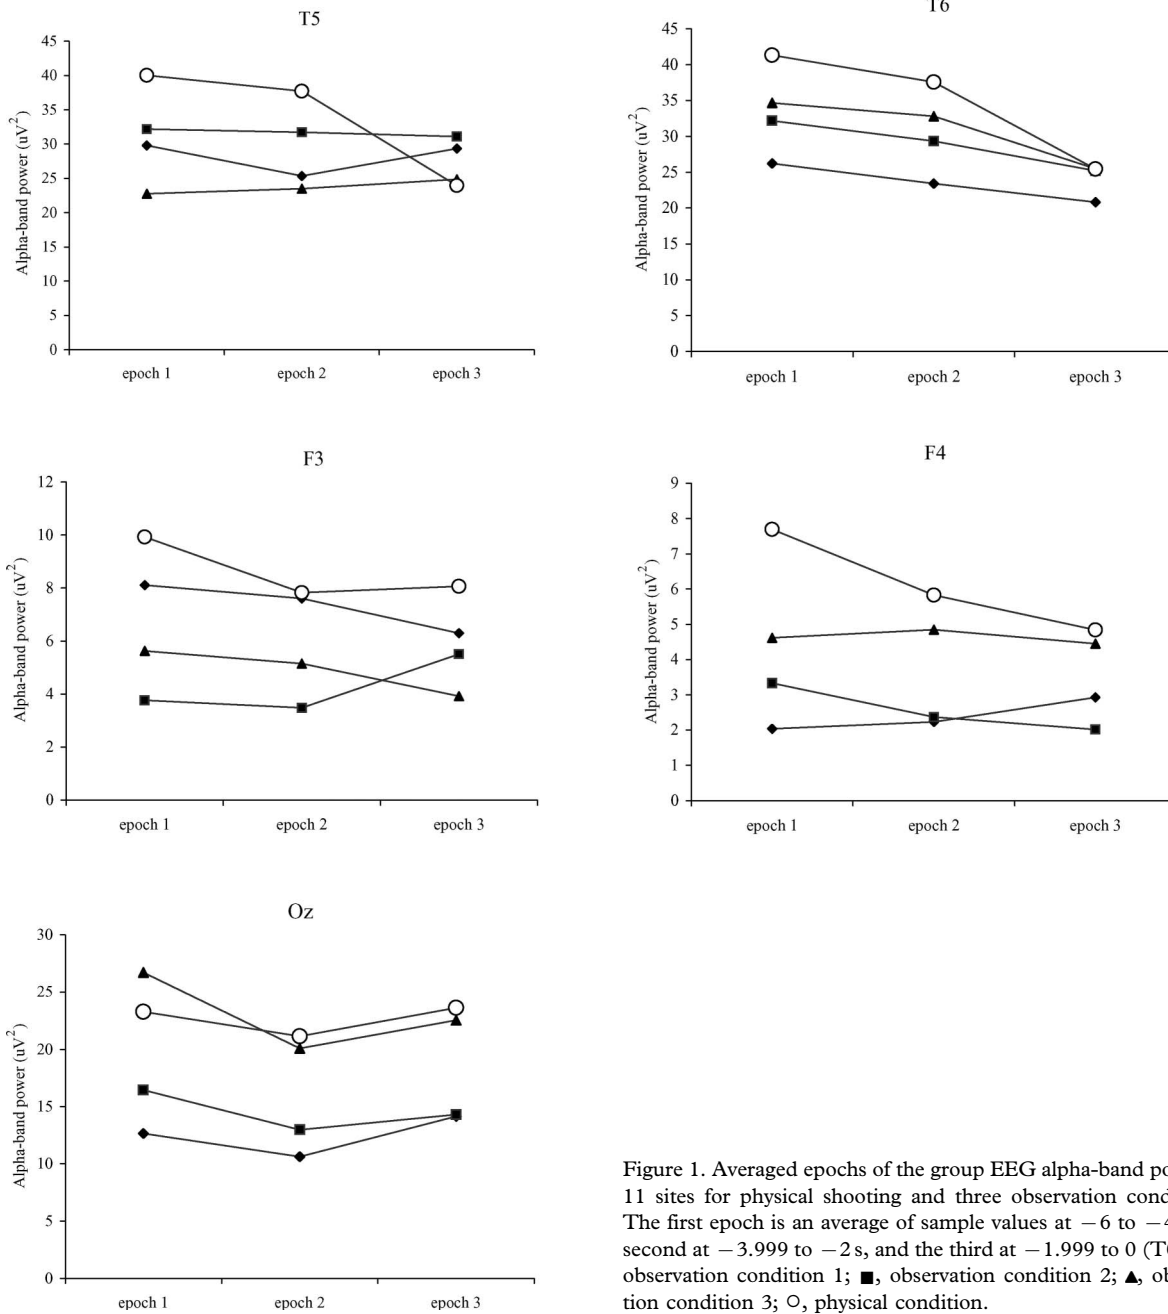 T5
45
40
35
30
25
20
15
10
5
0
Alpha-band power (uV²)
epoch 1 epoch 2 epoch 3
T6
45
40
35
30
25
20
15
10
5
0
Alpha-band power (uV²)
epoch 1 epoch 2 epoch 3
F3
12
10
8
6
4
2
0
Alpha-band power (uV²)
epoch 1 epoch 2 epoch 3
F4
9
8
7
6
5
4
3
2
1
0
Alpha-band power (uV²)
epoch 1 epoch 2 epoch 3
Oz
30
25
20
15
10
5
0
Alpha-band power (uV²)
epoch 1 epoch 2 epoch 3
Figure 1. Averaged epochs of the group EEG alpha-band po
11 sites for physical shooting and three observation cond
The first epoch is an average of sample values at −6 to −4
second at −3.999 to −2 s, and the third at −1.999 to 0 (T
observation condition 1; ■, observation condition 2; ▲, ob
tion condition 3; ○, physical condition.